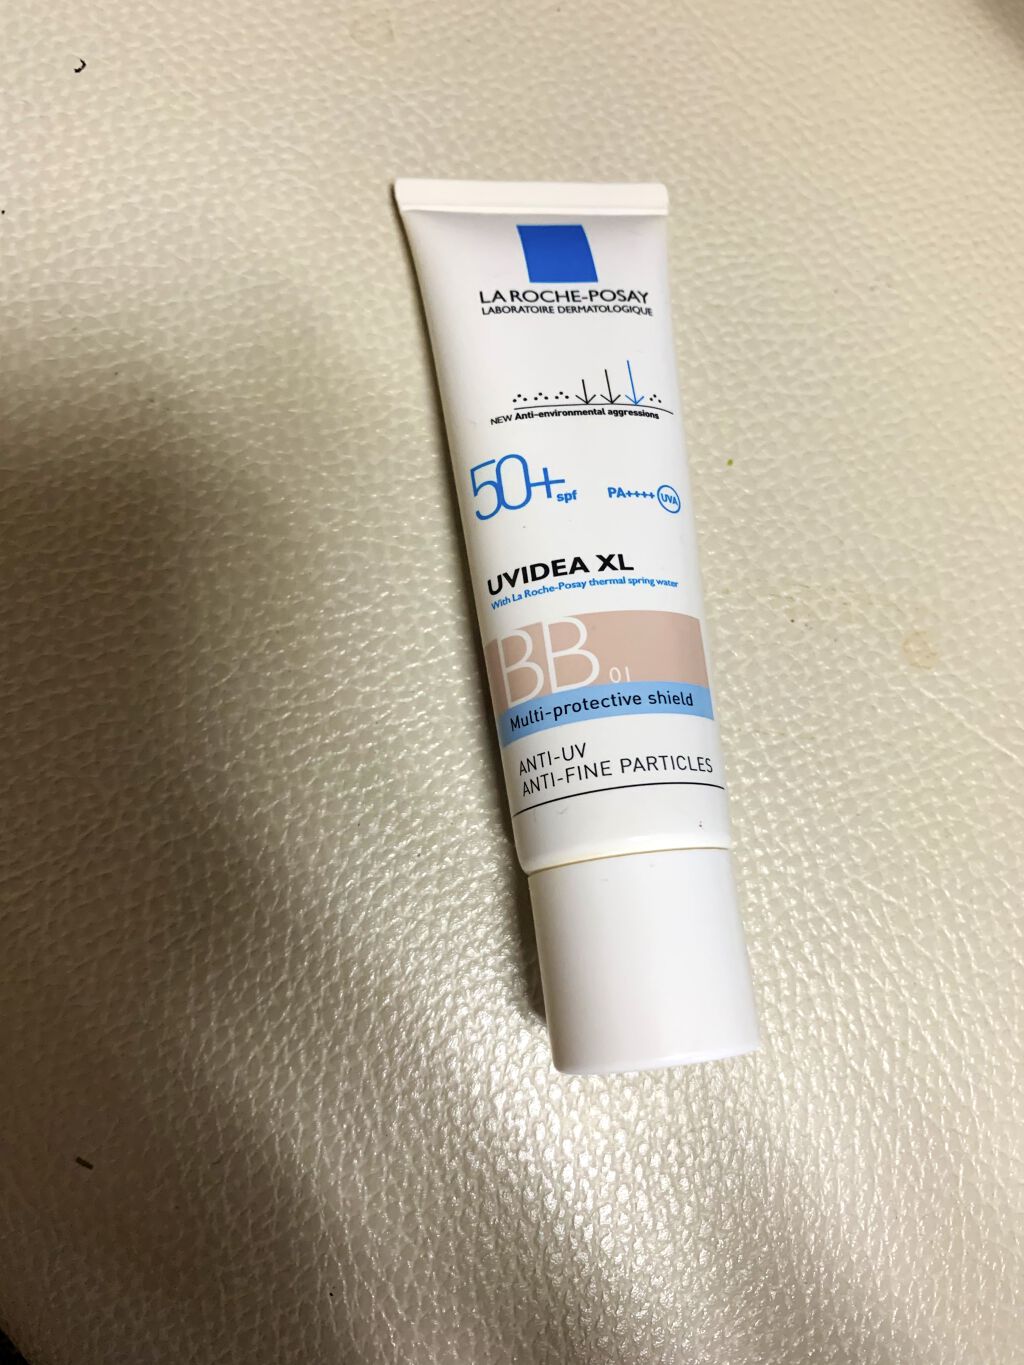 LA ROCHE-POSAY
LABORATOIRE DERMATOLOGIQUE
NEW Anti-environmental aggressions
50+ spf PA++++ UVA
UVIDEA XL
With La Roche-Posay thermal spring water
BB 01
Multi-protective shield
ANTI-UV
ANTI-FINE PARTICLES